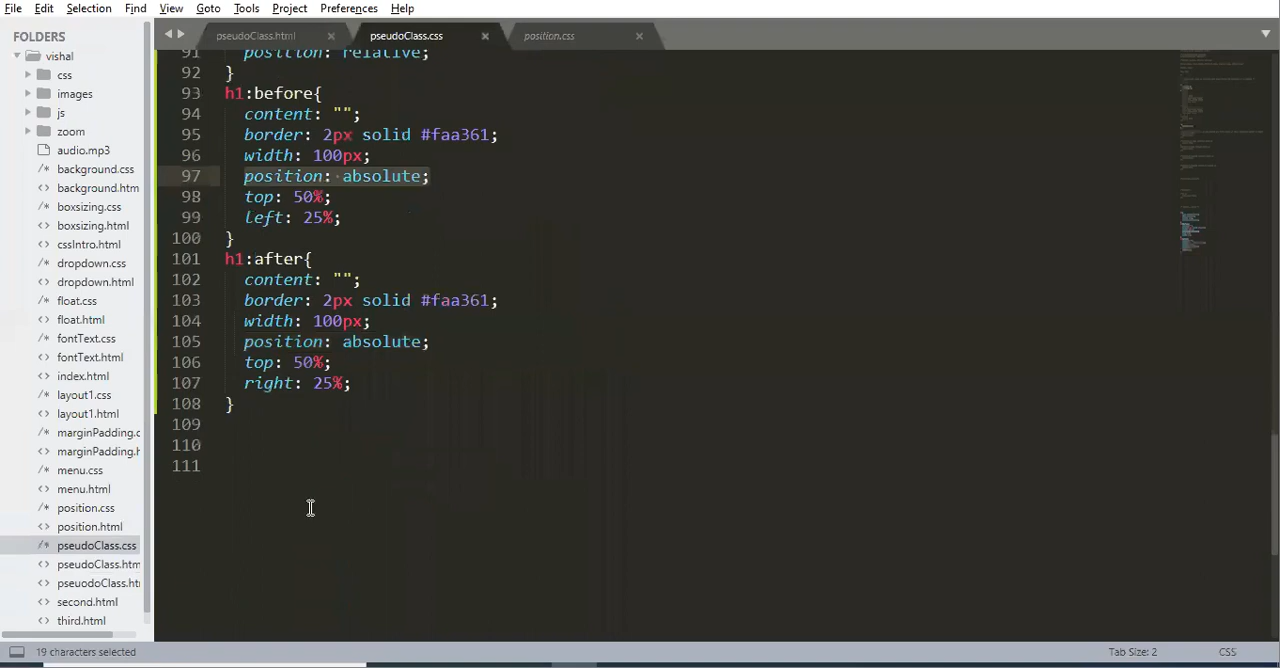 File Edit Selection Find View Goto Tools Project Preferences Help
FOLDERS
vishal
css
images
js
zoom
audio.mp3
background.css
background.htm
boxsizing.css
boxsizing.html
cssIntro.html
dropdown.css
dropdown.html
float.css
float.html
fontText.css
fontText.html
index.html
layout1.css
layout1.html
marginPadding.c
marginPadding.h
menu.css
menu.html
position.css
position.html
pseudoClass.css
pseudoClass.htm
pseuodoClass.ht
second.html
third.html
pseudoClass.html pseudoClass.css position.css
91 position: relative;
92 }
93 h1:before{
94 content: "";
95 border: 2px solid #faa361;
96 width: 100px;
97 position: absolute;
98 top: 50%;
99 left: 25%;
100 }
101 h1:after{
102 content: "";
103 border: 2px solid #faa361;
104 width: 100px;
105 position: absolute;
106 top: 50%;
107 right: 25%;
108 }
109
110
111
19 characters selected Tab Size: 2 CSS